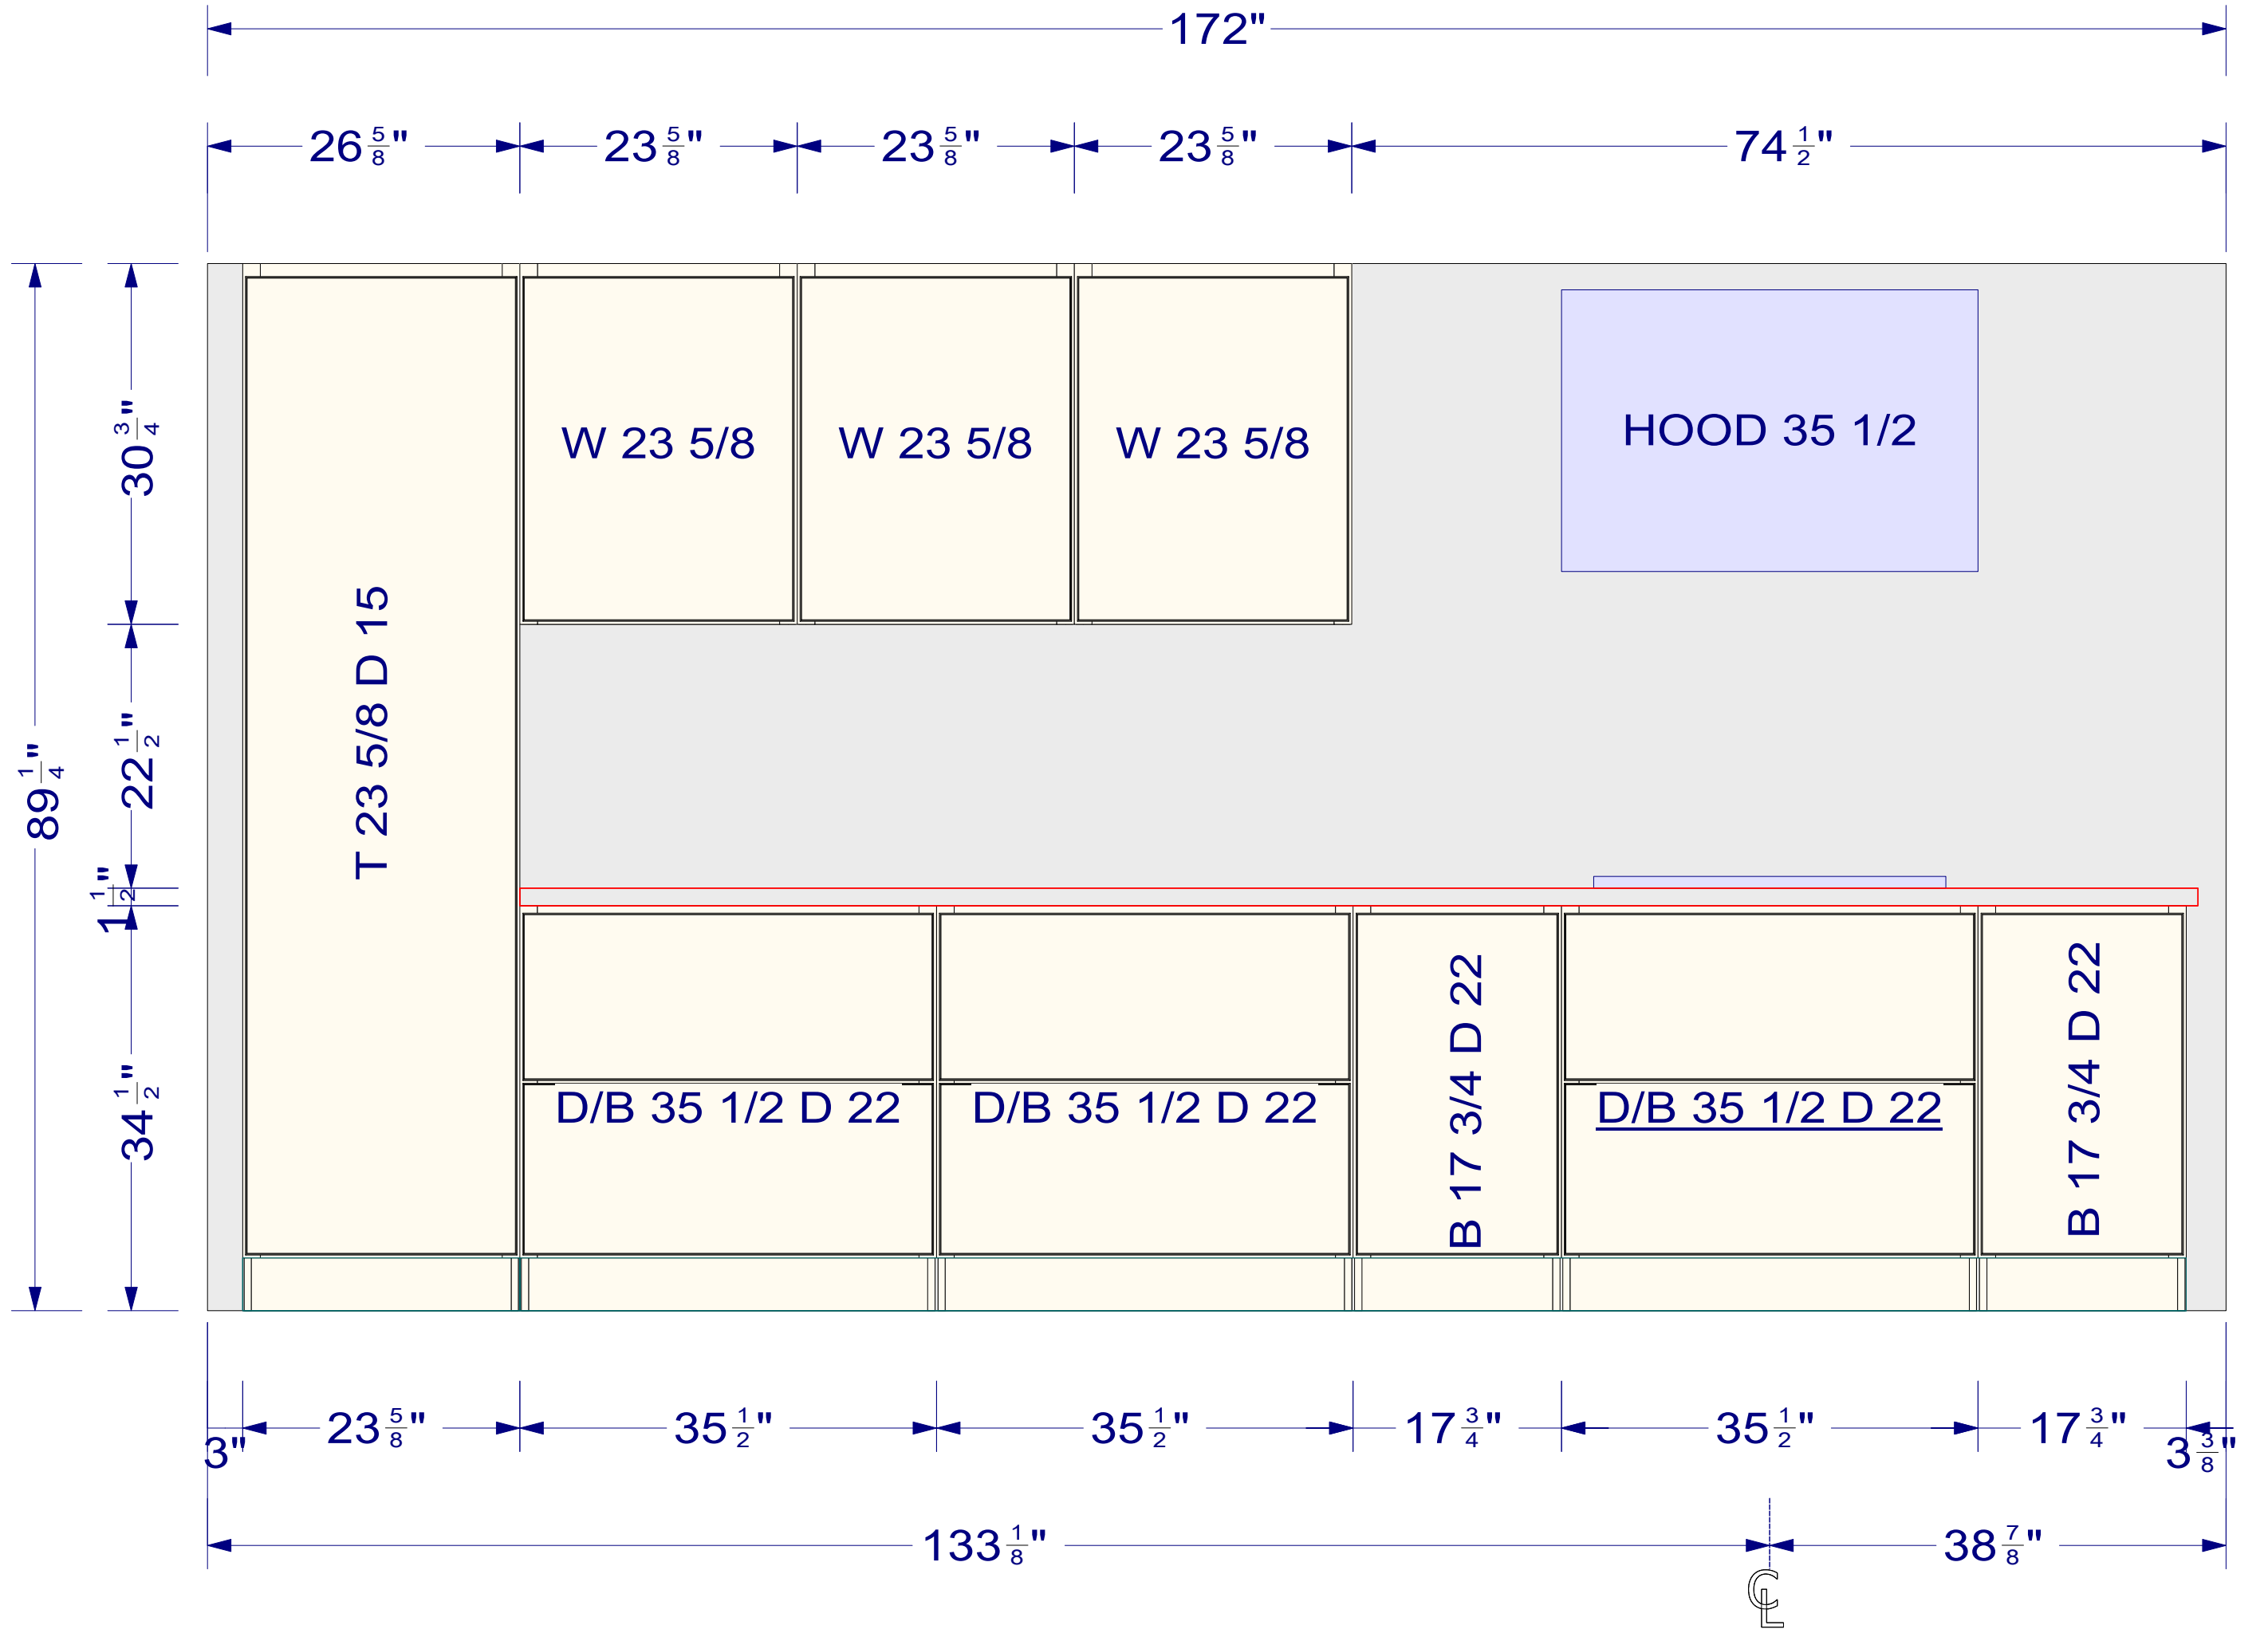 172"
26 5/8"
23 5/8"
23 5/8"
23 5/8"
74 1/2"
89 1/4"
30 3/4"
22 1/2"
1 1/2"
34 1/2"
T 23 5/8 D 15
W 23 5/8
W 23 5/8
W 23 5/8
HOOD 35 1/2
D/B 35 1/2 D 22
D/B 35 1/2 D 22
B 17 3/4 D 22
D/B 35 1/2 D 22
B 17 3/4 D 22
3"
23 5/8"
35 1/2"
35 1/2"
17 3/4"
35 1/2"
17 3/4"
3 3/8"
133 1/8"
38 7/8"
CL